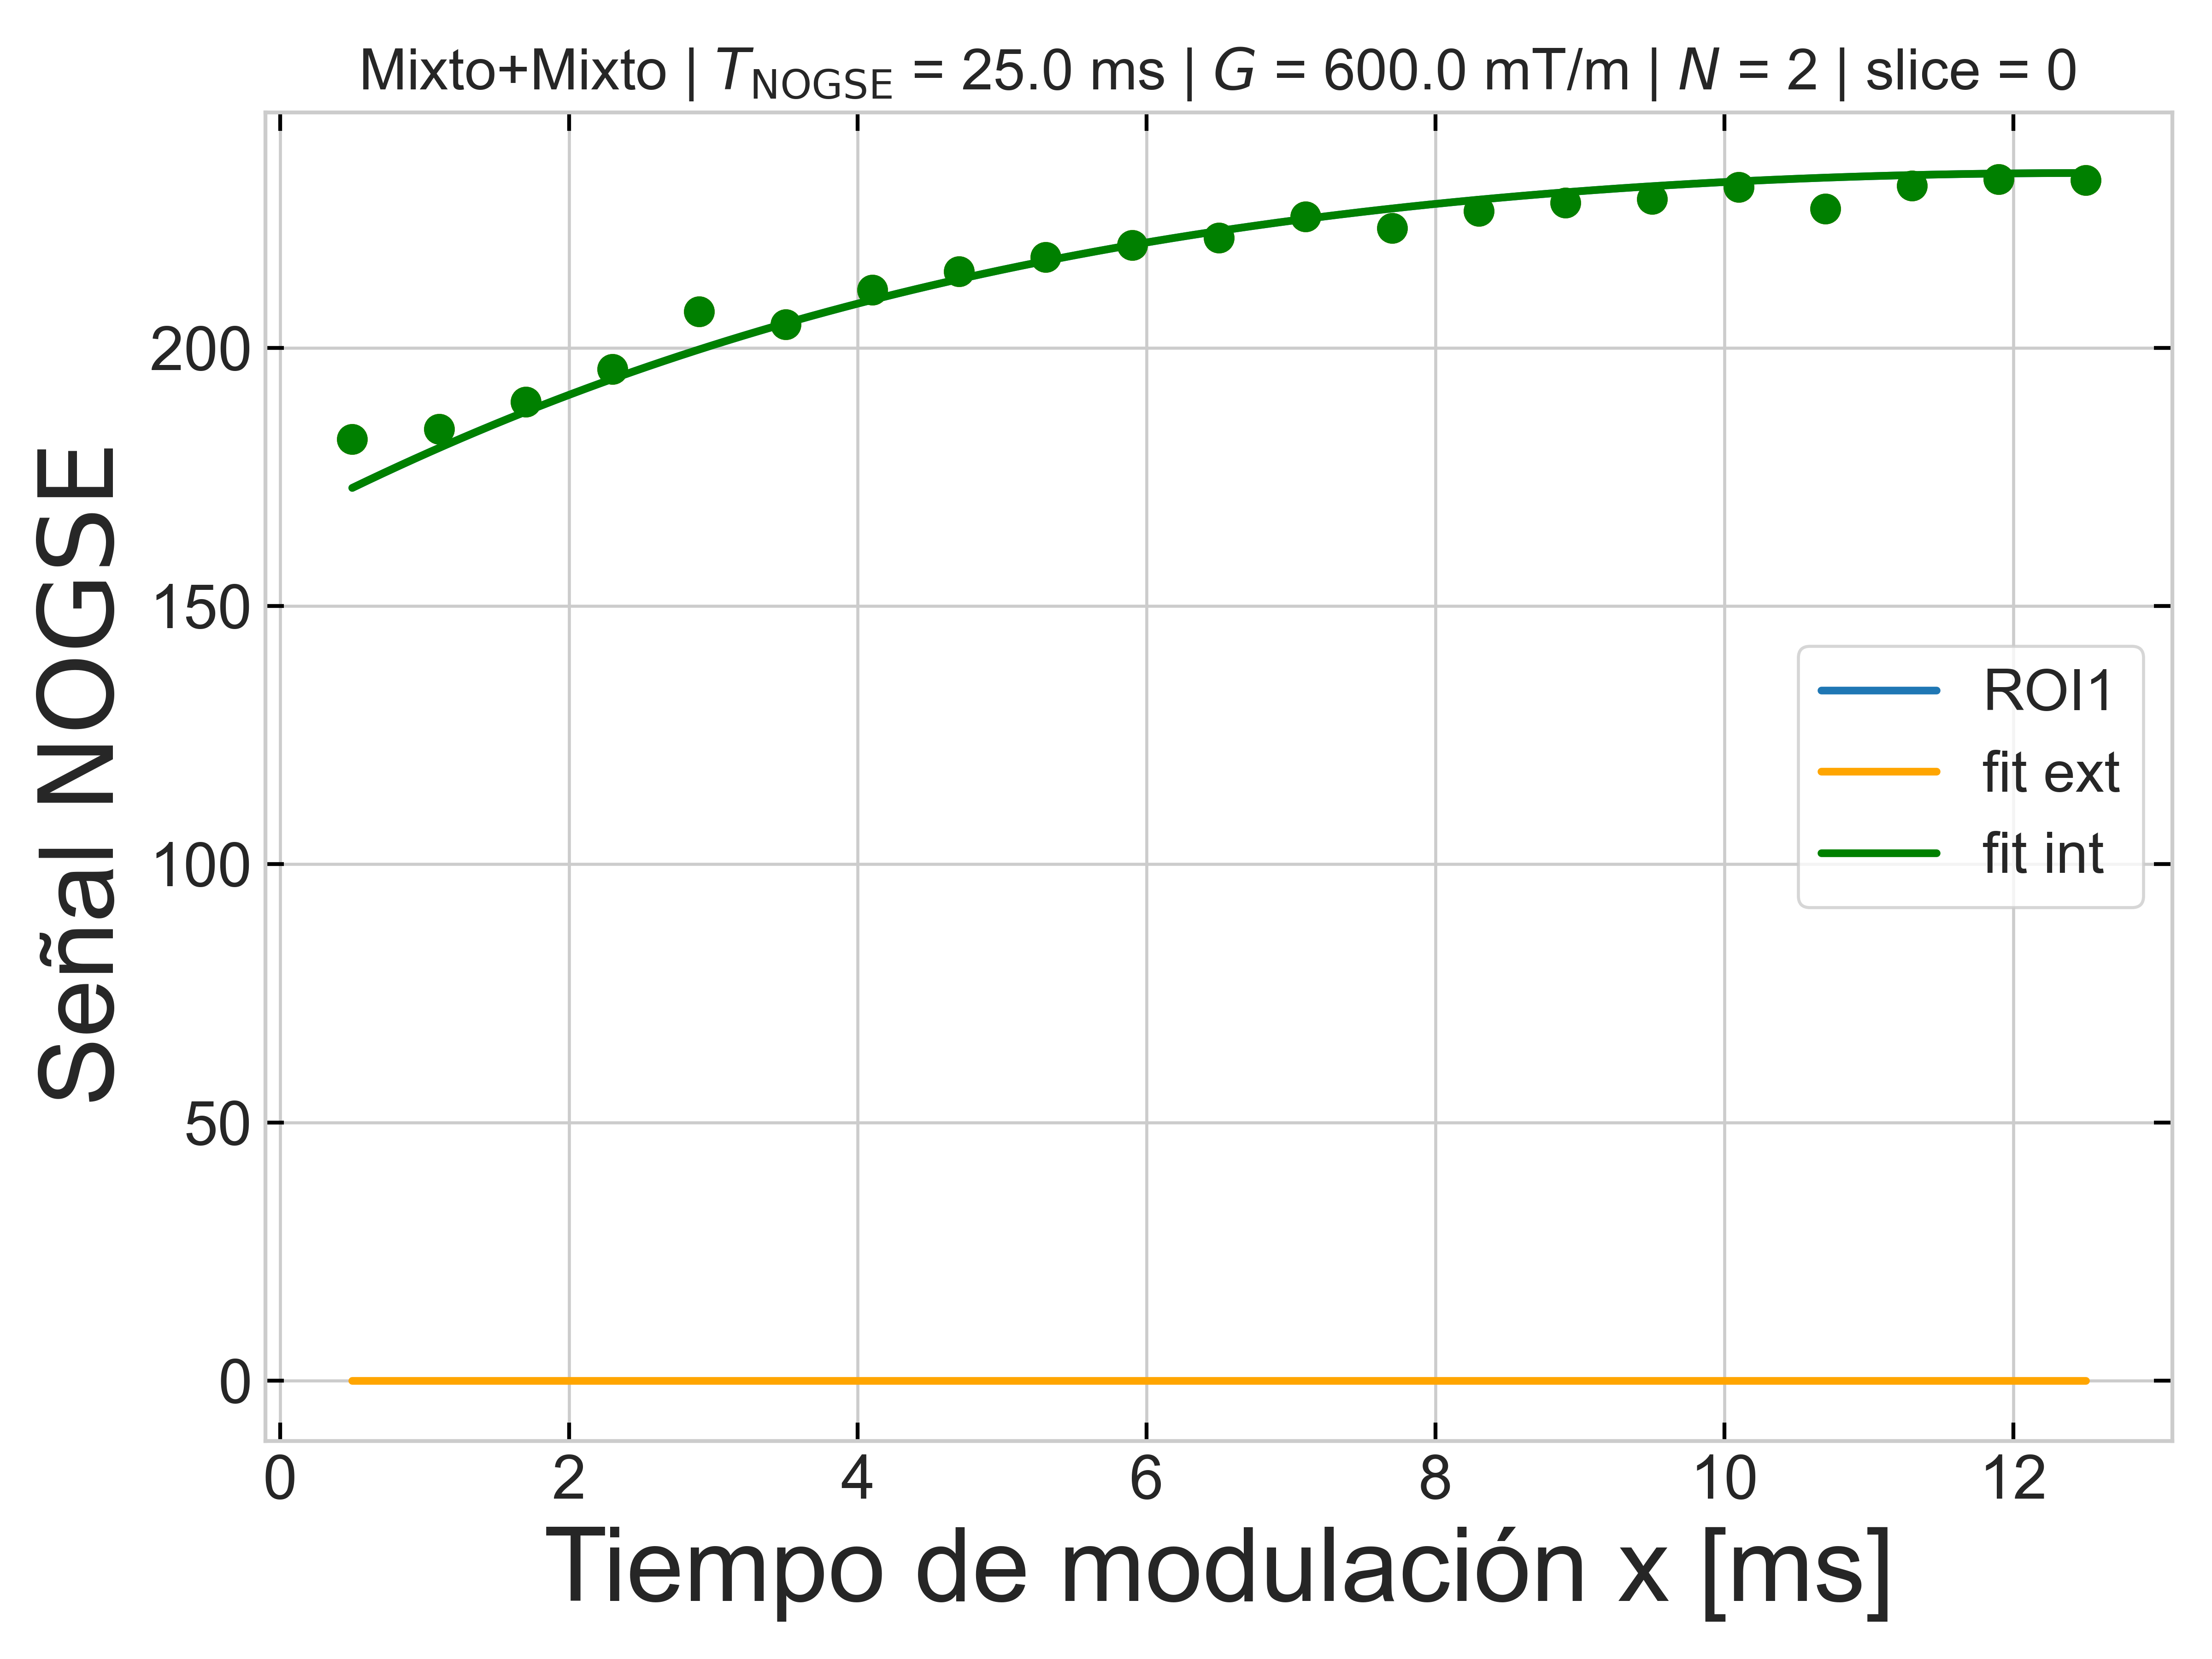 Mixto+Mixto | T_NOGSE = 25.0 ms | G = 600.0 mT/m | N = 2 | slice = 0
Señal NOGSE
200
150
100
50
0
ROI1
fit ext
fit int
0 2 4 6 8 10 12
Tiempo de modulación x [ms]